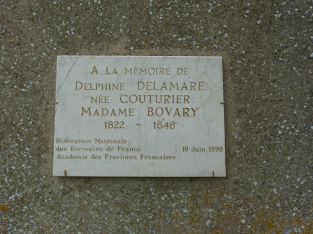 A LA MÉMOIRE DE
DELPHINE DELAMARE
NÉE COUTURIER
MADAME BOVARY
1822 - 1848
Fédération Nationale
des Ecrivains de France 10 Juin 1990
Academie des Provinces Françaises